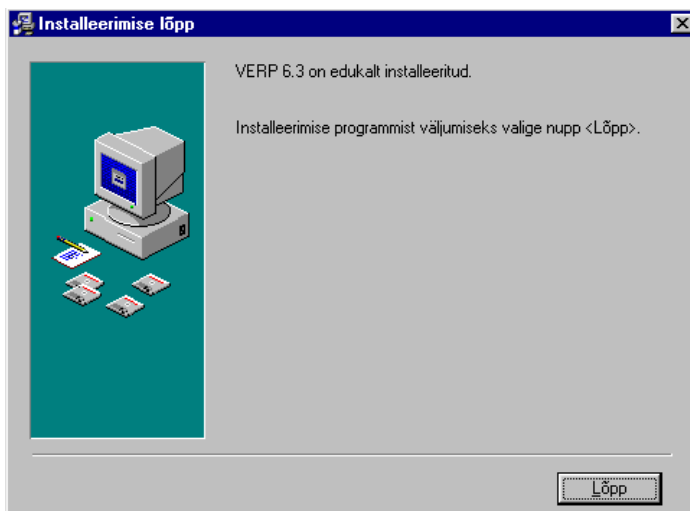 Installeerimise lõpp
VERP 6.3 on edukalt installeeritud.
Installeerimise programmist väljumiseks valige nupp <Lõpp>.
Lõpp